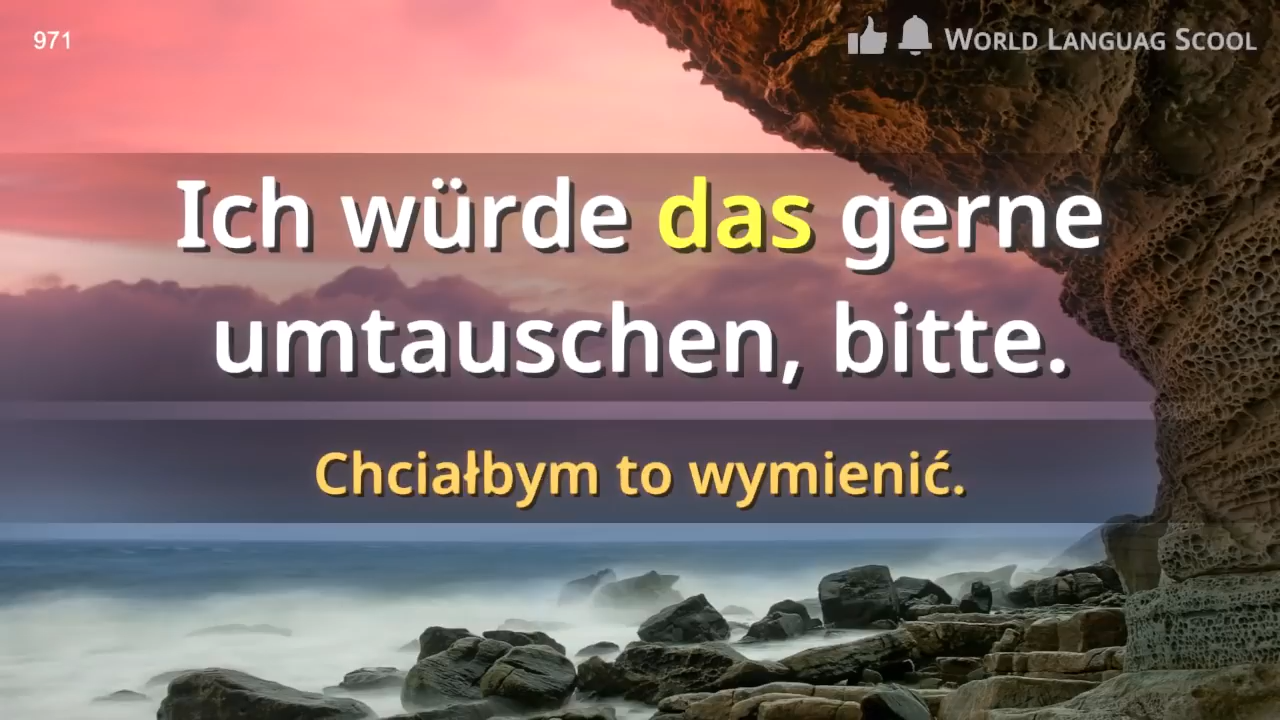 971
World Languag Scool
Ich würde das gerne
umtauschen, bitte.
Chciałbym to wymienić.